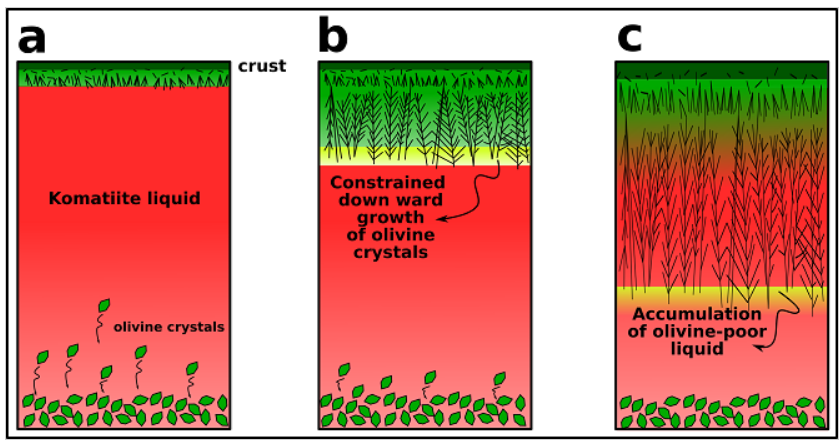 a
crust
Komatiite liquid
olivine crystals
b
Constrained
down ward
growth
of olivine
crystals
c
Accumulation
of olivine-poor
liquid